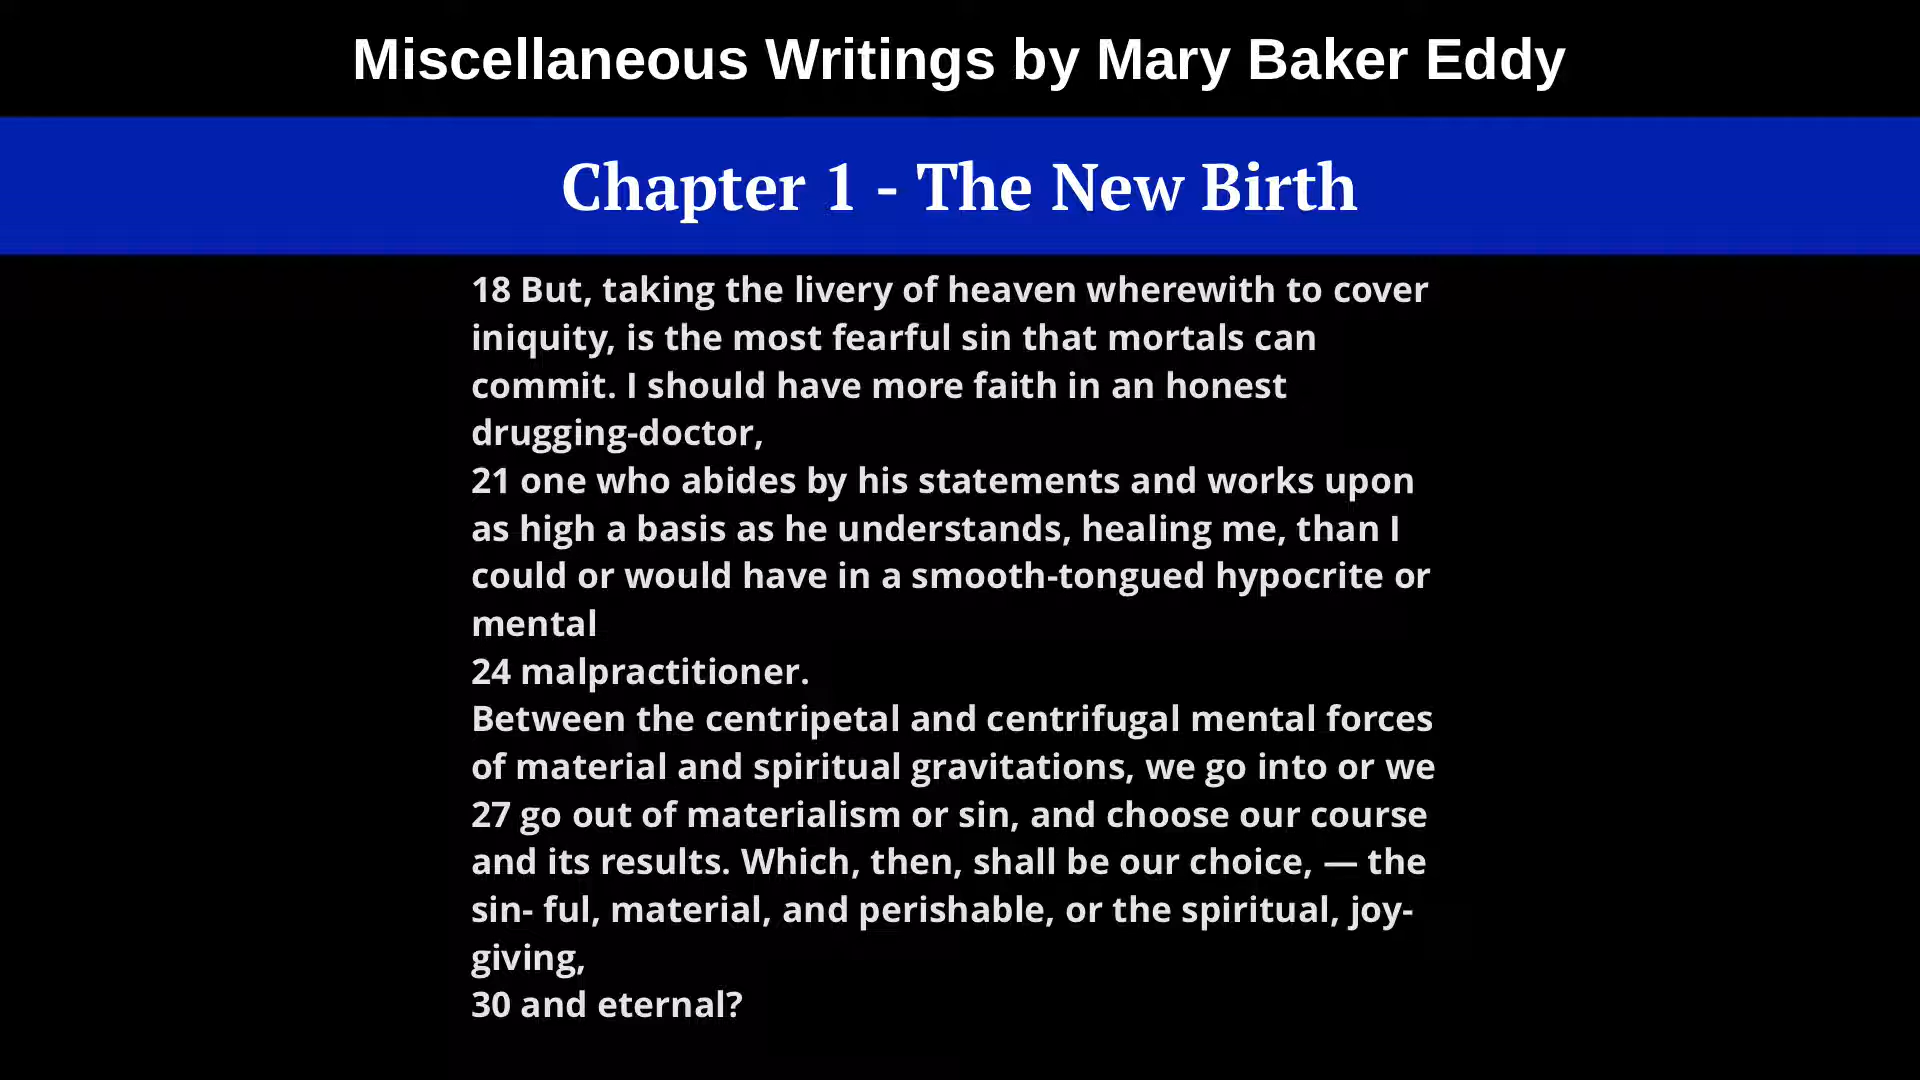 Miscellaneous Writings by Mary Baker Eddy
Chapter 1 - The New Birth
18 But, taking the livery of heaven wherewith to cover
iniquity, is the most fearful sin that mortals can
commit. I should have more faith in an honest
drugging-doctor,
21 one who abides by his statements and works upon
as high a basis as he understands, healing me, than I
could or would have in a smooth-tongued hypocrite or
mental
24 malpractitioner.
Between the centripetal and centrifugal mental forces
of material and spiritual gravitations, we go into or we
27 go out of materialism or sin, and choose our course
and its results. Which, then, shall be our choice, — the
sin- ful, material, and perishable, or the spiritual, joy-
giving,
30 and eternal?